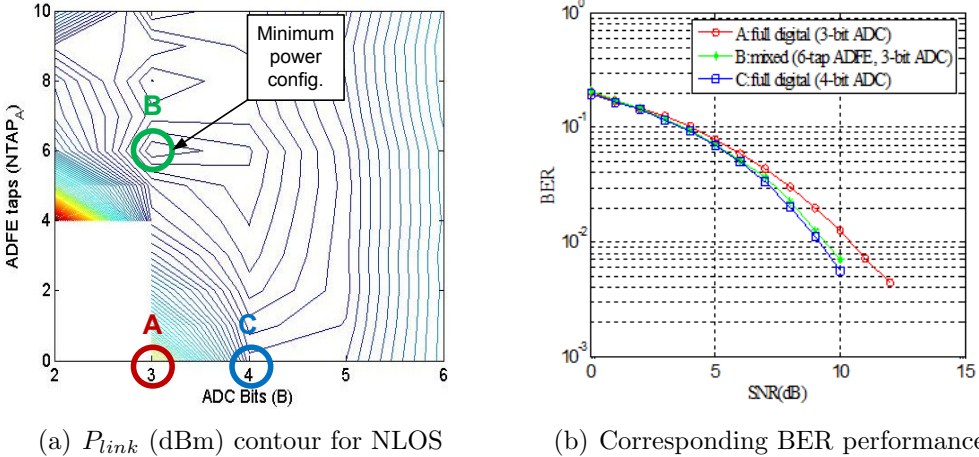 10
8
6
4
2
0
ADFE taps (NTAP_A)
Minimum
power
config.
B
A
C
2
3
4
5
6
ADC Bits (B)
(a) P_link (dBm) contour for NLOS
10^0
10^-1
10^-2
10^-3
BER
A:full digital (3-bit ADC)
B:mixed (6-tap ADFE, 3-bit ADC)
C:full digital (4-bit ADC)
0
5
10
15
SNR(dB)
(b) Corresponding BER performance